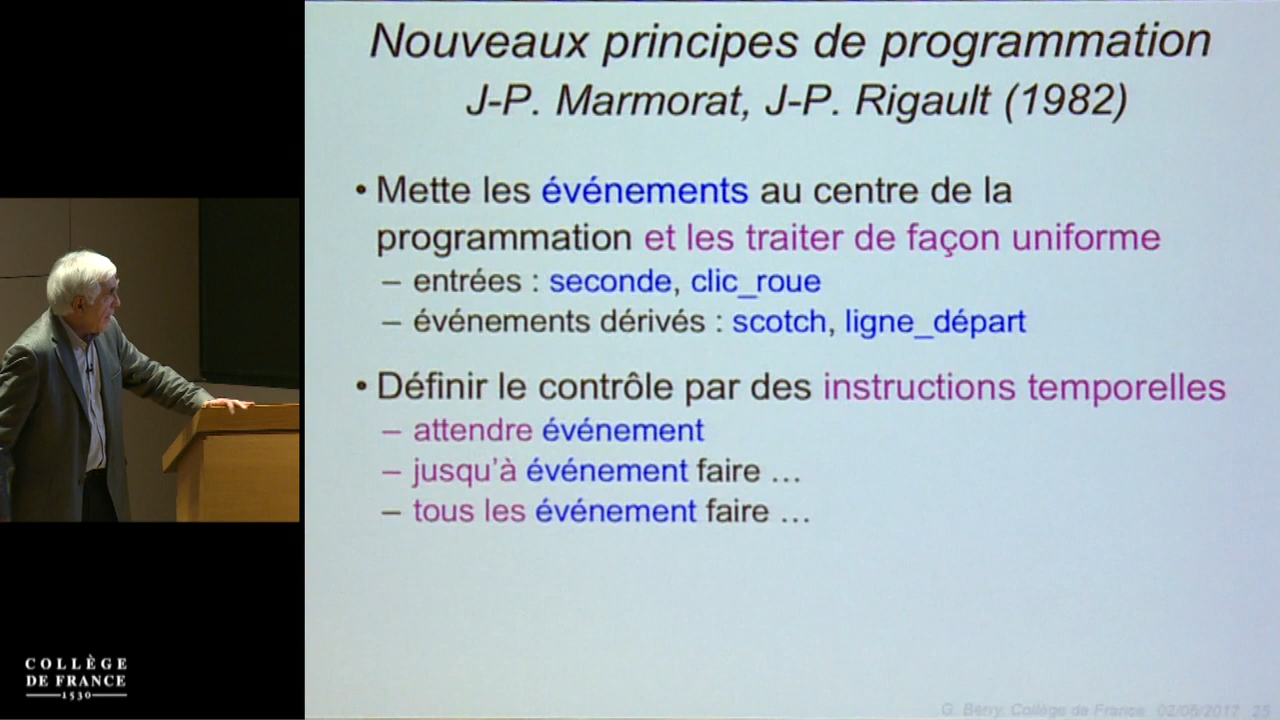 Nouveaux principes de programmation
J-P. Marmorat, J-P. Rigault (1982)
• Mette les événements au centre de la
programmation et les traiter de façon uniforme
– entrées : seconde, clic_roue
– événements dérivés : scotch, ligne_départ
• Définir le contrôle par des instructions temporelles
– attendre événement
– jusqu'à événement faire …
– tous les événement faire …
COLLÈGE
DE FRANCE
1530
G. Berry, Collège de France 02/05/2017 25